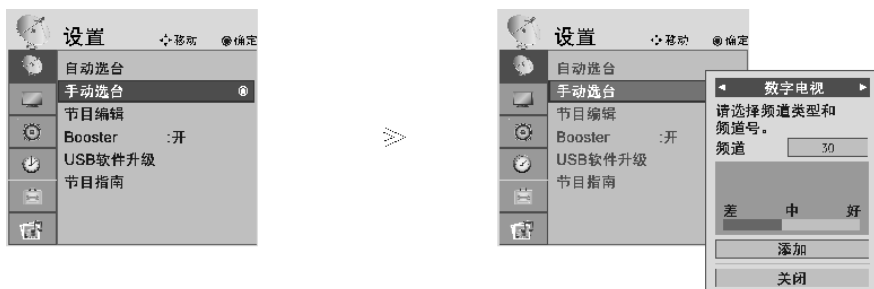 设置 移动 确定
自动选台
手动选台
节目编辑
Booster :开
USB软件升级
节目指南
设置 移动 确定
自动选台
手动选台
节目编辑
Booster :开
USB软件升级
节目指南
数字电视
请选择频道类型和
频道号。
频道 30
差 中 好
添加
关闭